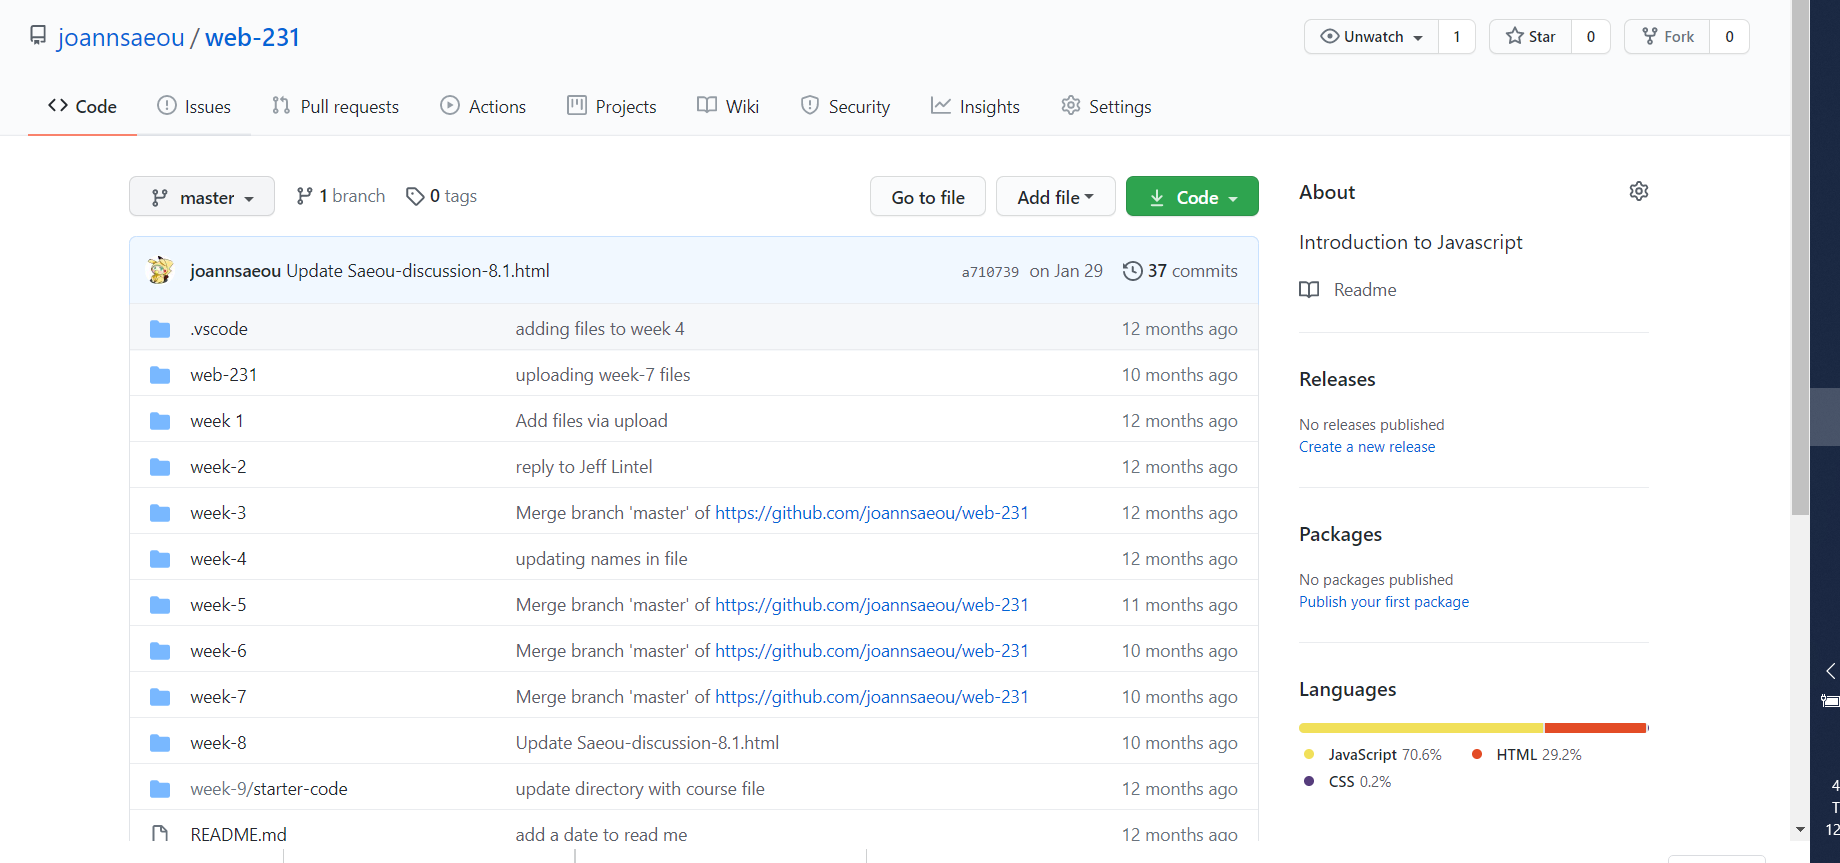 joannsaeou / web-231
Unwatch 1 Star 0 Fork 0
Code Issues Pull requests Actions Projects Wiki Security Insights Settings
master 1 branch 0 tags Go to file Add file Code
joannsaeou Update Saeou-discussion-8.1.html a710739 on Jan 29 37 commits
.vscode adding files to week 4 12 months ago
web-231 uploading week-7 files 10 months ago
week 1 Add files via upload 12 months ago
week-2 reply to Jeff Lintel 12 months ago
week-3 Merge branch 'master' of https://github.com/joannsaeou/web-231 12 months ago
week-4 updating names in file 12 months ago
week-5 Merge branch 'master' of https://github.com/joannsaeou/web-231 11 months ago
week-6 Merge branch 'master' of https://github.com/joannsaeou/web-231 10 months ago
week-7 Merge branch 'master' of https://github.com/joannsaeou/web-231 10 months ago
week-8 Update Saeou-discussion-8.1.html 10 months ago
week-9/starter-code update directory with course file 12 months ago
README.md add a date to read me 12 months ago
About
Introduction to Javascript
Readme
Releases
No releases published
Create a new release
Packages
No packages published
Publish your first package
Languages
JavaScript 70.6% HTML 29.2%
CSS 0.2%
4
T
12